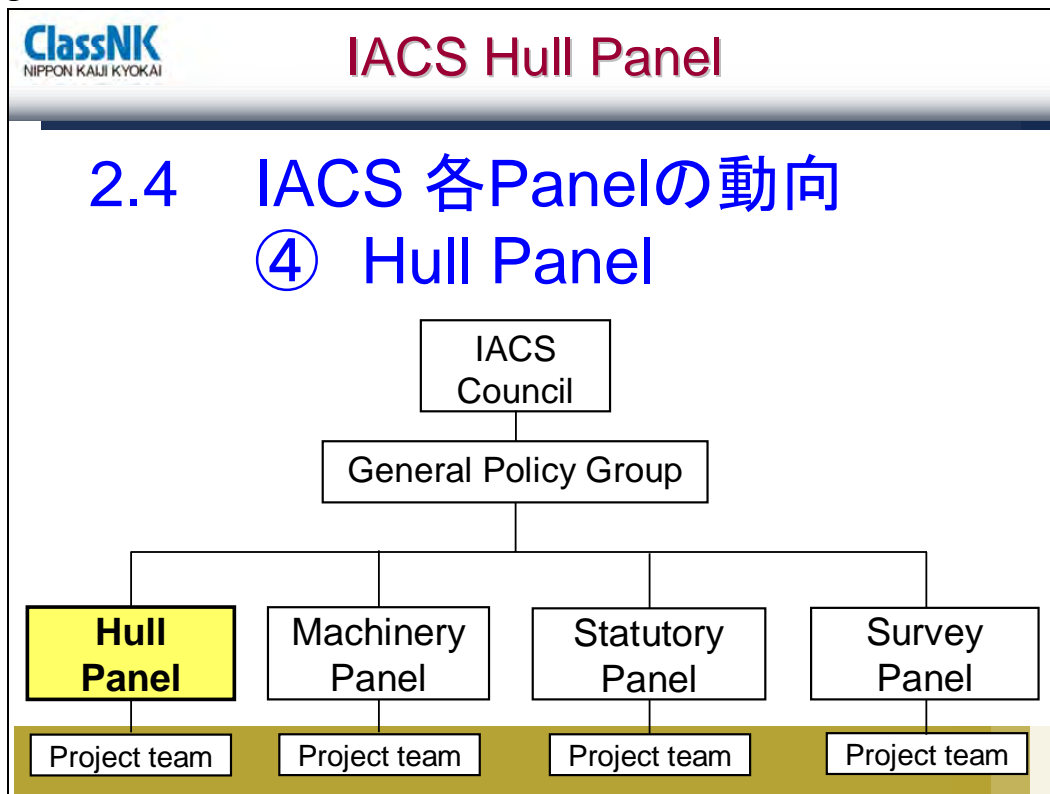 ClassNK
NIPPON KAIJI KYOKAI
IACS Hull Panel
2.4 IACS 各Panelの動向
④ Hull Panel
IACS
Council
General Policy Group
Hull
Panel
Machinery
Panel
Statutory
Panel
Survey
Panel
Project team
Project team
Project team
Project team